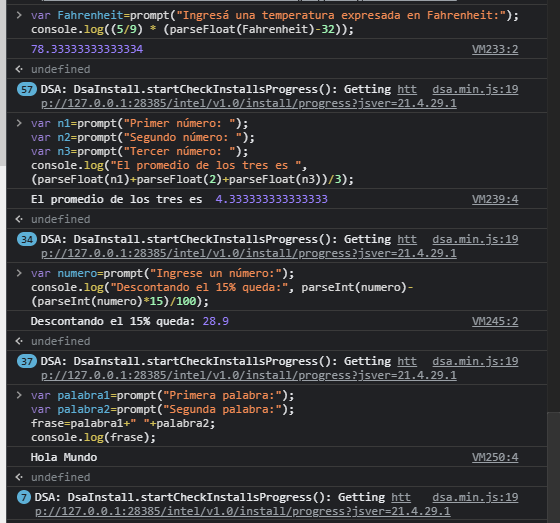 > var Fahrenheit=prompt("Ingresá una temperatura expresada en Fahrenheit:");
console.log((5/9) * (parseFloat(Fahrenheit)-32));
78.33333333333334 VM233:2
undefined
57 DSA: DsaInstall.startCheckInstallsProgress(): Getting htt dsa.min.js:19
p://127.0.0.1:28385/intel/v1.0/install/progress?jsver=21.4.29.1
> var n1=prompt("Primer número: ");
var n2=prompt("Segundo número: ");
var n3=prompt("Tercer número: ");
console.log("El promedio de los tres es ",
(parseFloat(n1)+parseFloat(2)+parseFloat(n3))/3);
El promedio de los tres es 4.333333333333333 VM239:4
undefined
34 DSA: DsaInstall.startCheckInstallsProgress(): Getting htt dsa.min.js:19
p://127.0.0.1:28385/intel/v1.0/install/progress?jsver=21.4.29.1
> var numero=prompt("Ingrese un número:");
console.log("Descontando el 15% queda:", parseInt(numero)-
(parseInt(numero)*15)/100);
Descontando el 15% queda: 28.9 VM245:2
undefined
37 DSA: DsaInstall.startCheckInstallsProgress(): Getting htt dsa.min.js:19
p://127.0.0.1:28385/intel/v1.0/install/progress?jsver=21.4.29.1
> var palabra1=prompt("Primera palabra:");
var palabra2=prompt("Segunda palabra:");
frase=palabra1+" "+palabra2;
console.log(frase);
Hola Mundo VM250:4
undefined
7 DSA: DsaInstall.startCheckInstallsProgress(): Getting htt dsa.min.js:19
p://127.0.0.1:28385/intel/v1.0/install/progress?jsver=21.4.29.1